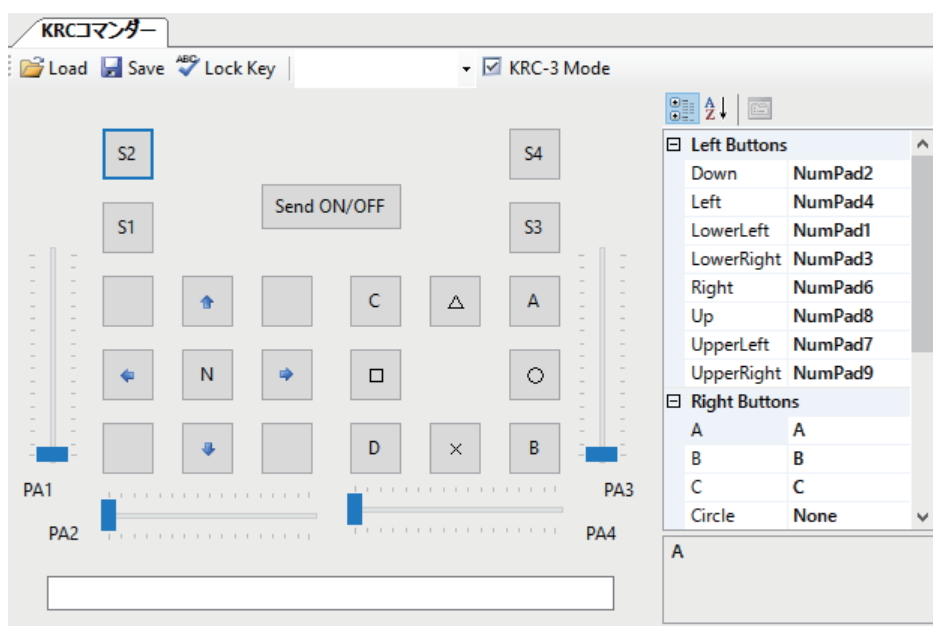 KRCコマンダー
Load Save ABC Lock Key KRC-3 Mode
S2 S4
Send ON/OFF
S1 S3
C △ A
N □ ○
D × B
PA1 PA3
PA2 PA4
A Z
Left Buttons
Down NumPad2
Left NumPad4
LowerLeft NumPad1
LowerRight NumPad3
Right NumPad6
Up NumPad8
UpperLeft NumPad7
UpperRight NumPad9
Right Buttons
A A
B B
C C
Circle None
A